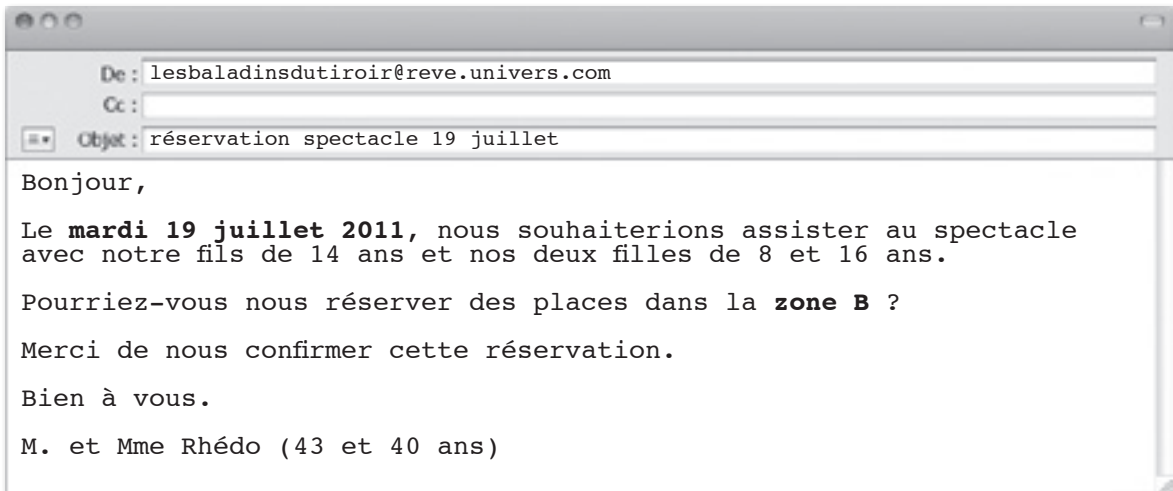 De : lesbaladinsdutiroir@reve.univers.com
Cc :
Objet : réservation spectacle 19 juillet
Bonjour,
Le mardi 19 juillet 2011, nous souhaiterions assister au spectacle
avec notre fils de 14 ans et nos deux filles de 8 et 16 ans.
Pourriez-vous nous réserver des places dans la zone B ?
Merci de nous confirmer cette réservation.
Bien à vous.
M. et Mme Rhédo (43 et 40 ans)